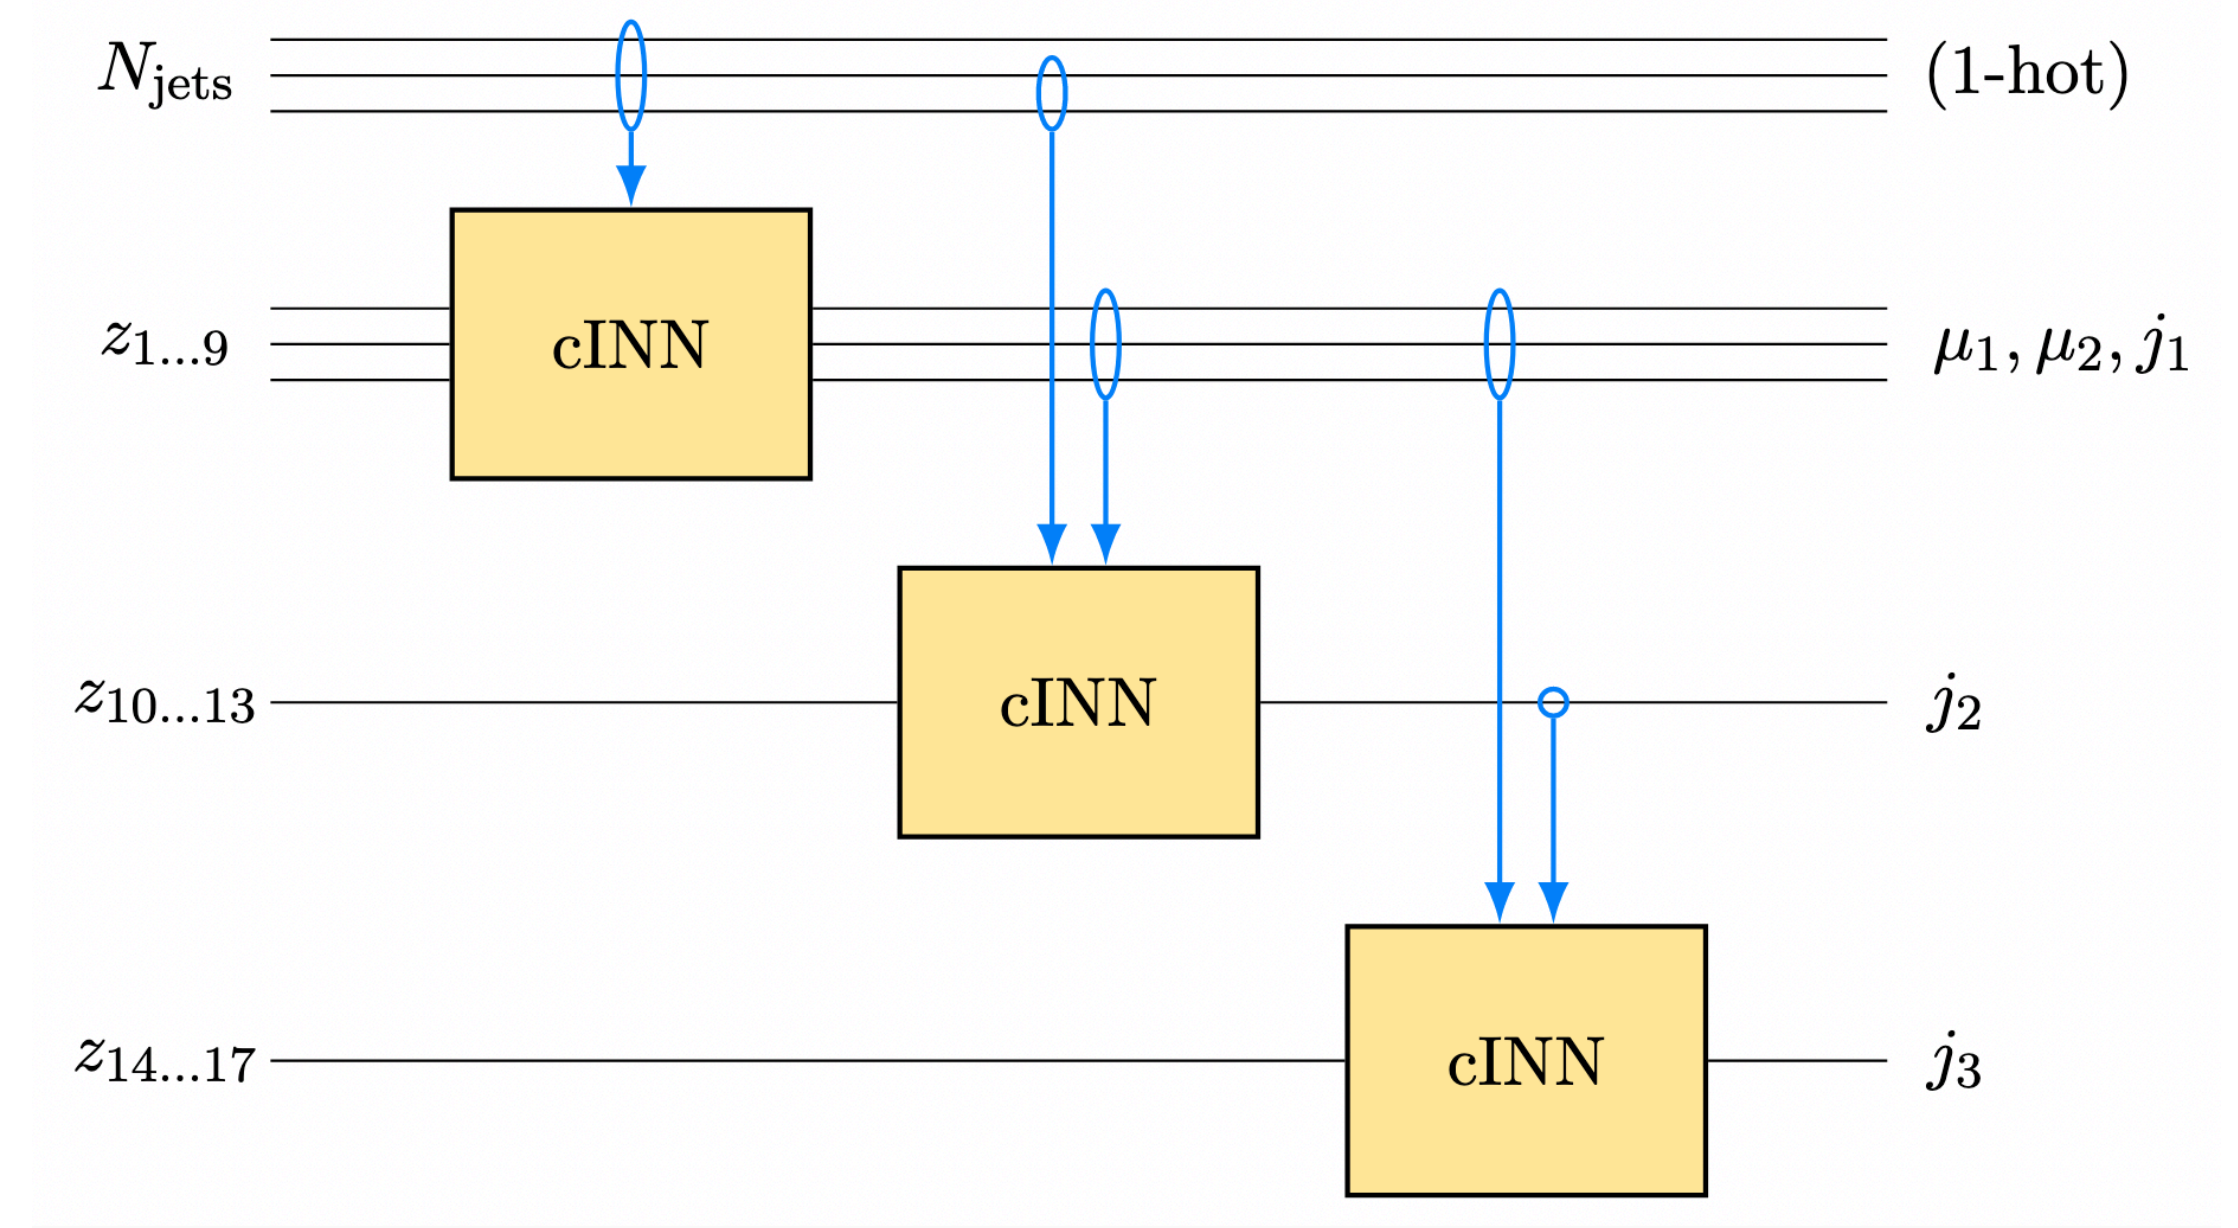 N_jets (1-hot)
cINN
z_1...9 μ_1, μ_2, j_1
cINN
z_10...13 j_2
cINN
z_14...17 j_3